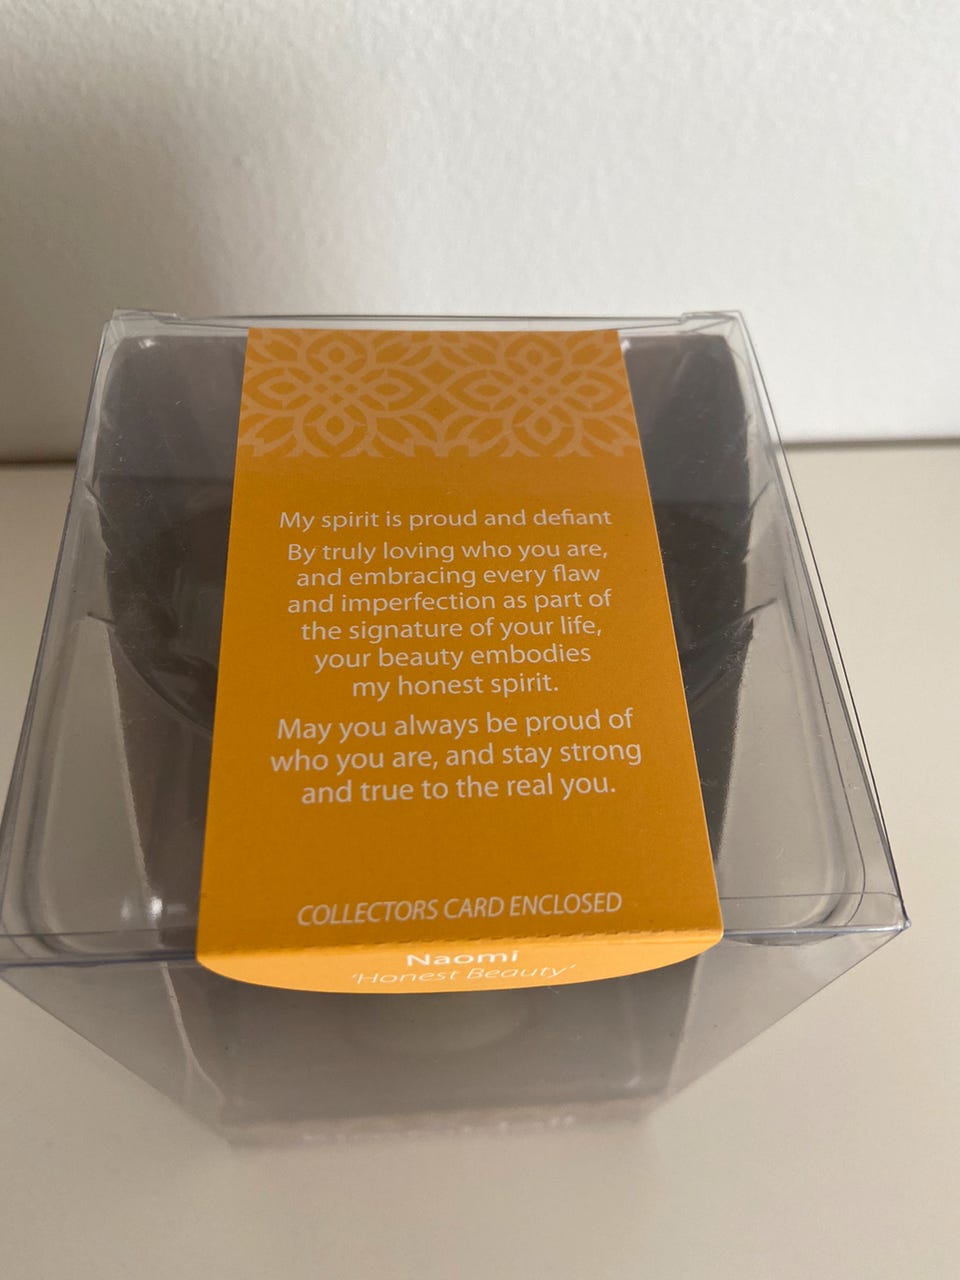 My spirit is proud and defiant
By truly loving who you are,
and embracing every flaw
and imperfection as part of
the signature of your life,
your beauty embodies
my honest spirit.
May you always be proud of
who you are, and stay strong
and true to the real you.
COLLECTORS CARD ENCLOSED
Naomi
‘Honest Beauty’